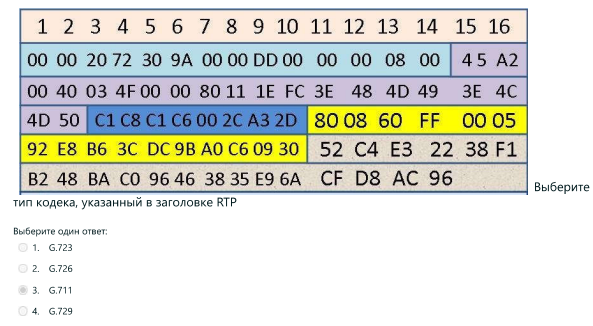 1 2 3 4 5 6 7 8 9 10 11 12 13 14 15 16
00 00 20 72 30 9A 00 00 DD 00 00 00 08 00 45 A2
00 40 03 4F 00 00 80 11 1E FC 3E 48 4D 49 3E 4C
4D 50 C1 C8 C1 C6 00 2C A3 2D 80 08 60 FF 00 05
92 E8 B6 3C DC 9B A0 C6 09 30 52 C4 E3 22 38 F1
B2 48 BA C0 96 46 38 35 E9 6A CF D8 AC 96
Выберите
тип кодека, указанный в заголовке RTP
Выберите один ответ:
1. G.723
2. G.726
3. G.711
4. G.729